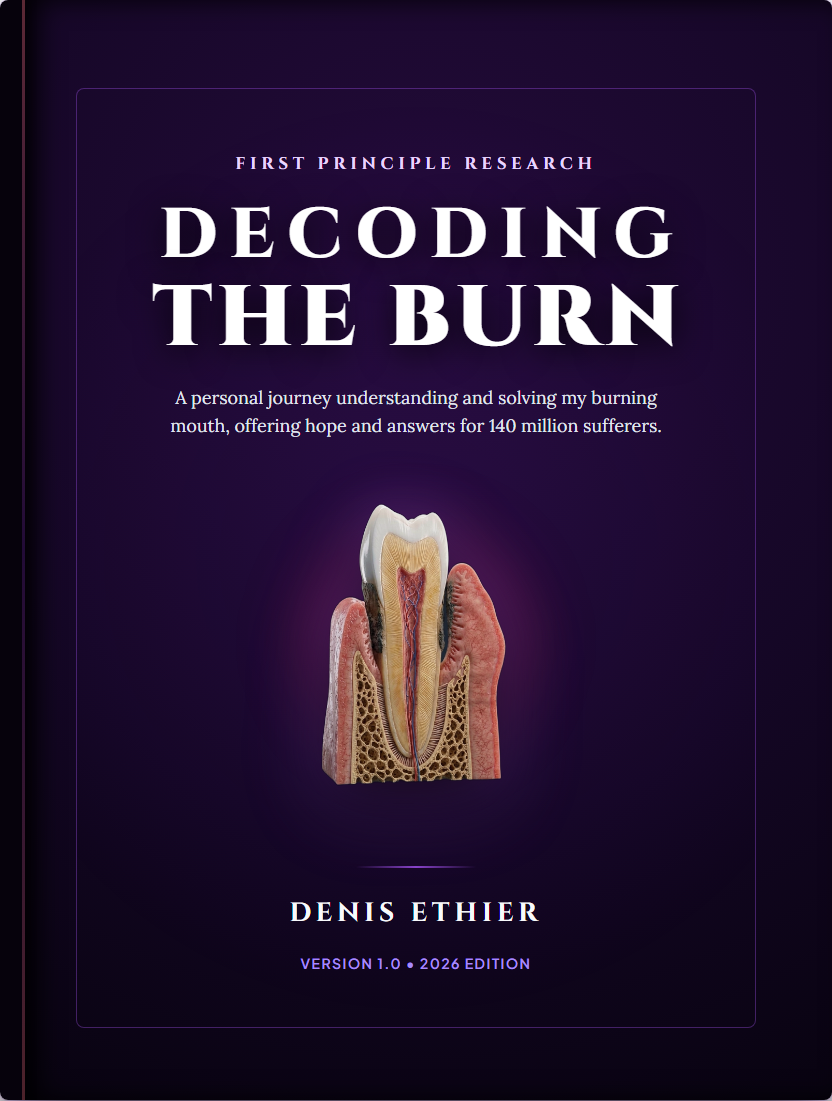 FIRST PRINCIPLE RESEARCH
DECODING
THE BURN
A personal journey understanding and solving my burning
mouth, offering hope and answers for 140 million sufferers.
DENIS ETHIER
VERSION 1.0 • 2026 EDITION